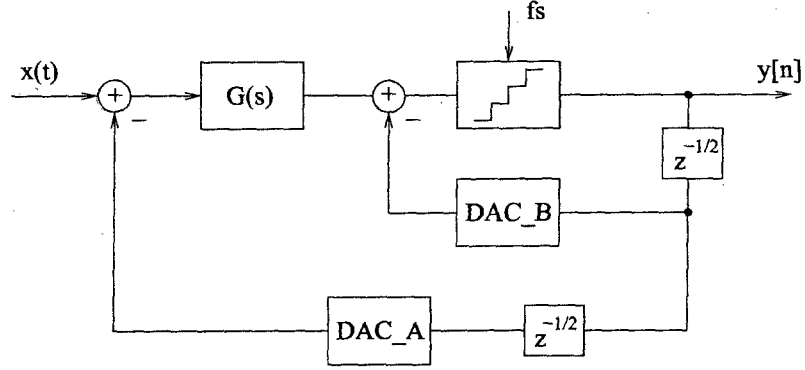 fs
x(t)
y[n]
+
G(s)
+
−
−
z^{-1/2}
DAC_B
DAC_A
z^{-1/2}